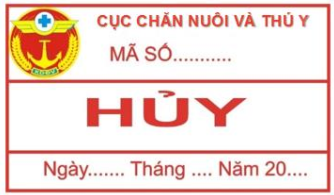 CỤC CHĂN NUÔI VÀ THÚ Y
MÃ SỐ...........
HỦY
Ngày....... Tháng .... Năm 20....